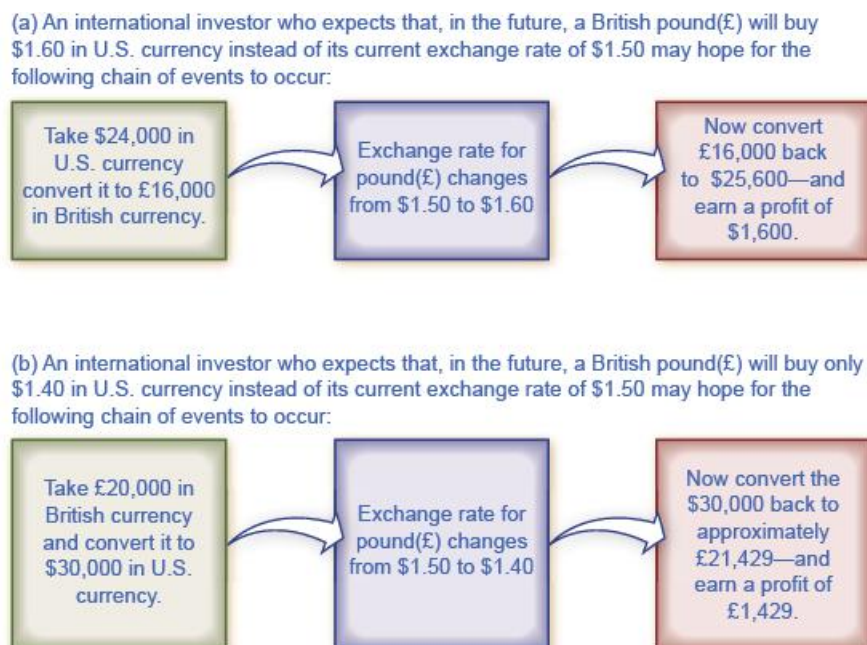 (a) An international investor who expects that, in the future, a British pound(£) will buy
$1.60 in U.S. currency instead of its current exchange rate of $1.50 may hope for the
following chain of events to occur:
Take $24,000 in
U.S. currency
convert it to £16,000
in British currency.
Exchange rate for
pound(£) changes
from $1.50 to $1.60
Now convert
£16,000 back
to $25,600—and
earn a profit of
$1,600.
(b) An international investor who expects that, in the future, a British pound(£) will buy only
$1.40 in U.S. currency instead of its current exchange rate of $1.50 may hope for the
following chain of events to occur:
Take £20,000 in
British currency
and convert it to
$30,000 in U.S.
currency.
Exchange rate for
pound(£) changes
from $1.50 to $1.40
Now convert the
$30,000 back to
approximately
£21,429—and
earn a profit of
£1,429.